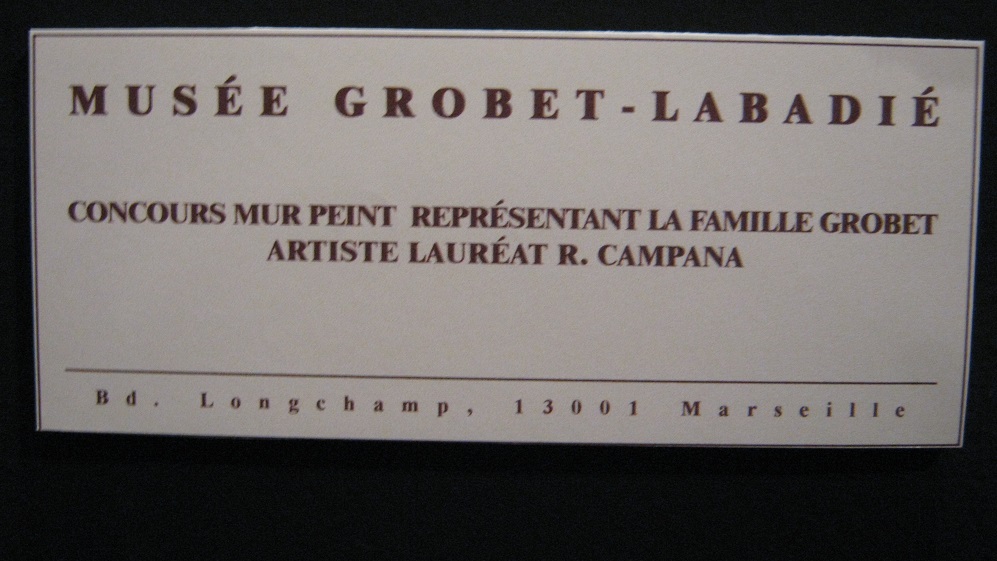 MUSÉE GROBET-LABADIÉ
CONCOURS MUR PEINT REPRÉSENTANT LA FAMILLE GROBET
ARTISTE LAURÉAT R. CAMPANA
Bd. Longchamp, 13001 Marseille